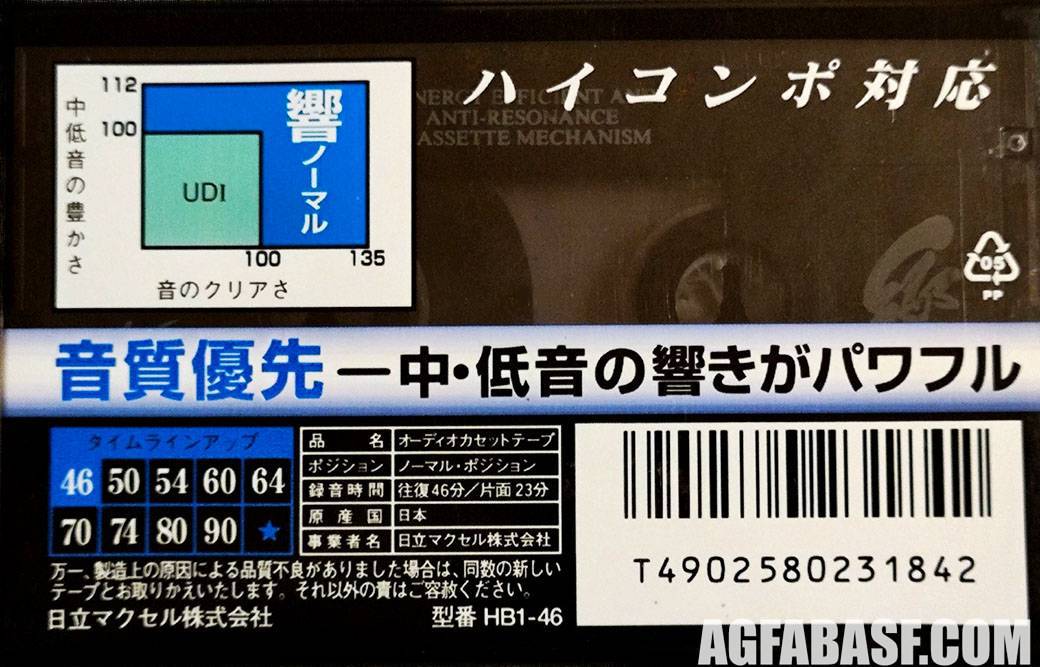 ハイコンポ対応
112
100
中低音の豊かさ
響ノーマル
UDI
100 135
音のクリアさ
ANTI-RESONANCE
CASSETTE MECHANISM
05
PP
音質優先ー中・低音の響きがパワフル
タイムラインアップ
46 50 54 60 64
70 74 80 90 ★
品名 オーディオカセットテープ
ポジション ノーマル・ポジション
録音時間 往復46分／片面23分
原産国 日本
事業者名 日立マクセル株式会社
万一、製造上の原因による品質不良がありました場合は、同数の新しい
テープとお取りかえいたします。それ以外の責はご容赦ください。
日立マクセル株式会社 型番 HB1-46
T4902580231842
AGFABASF.COM